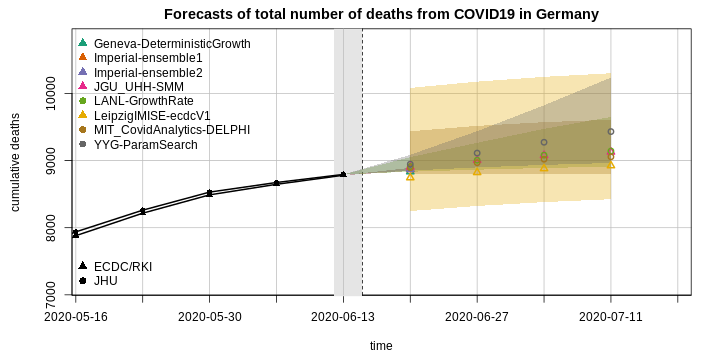 Forecasts of total number of deaths from COVID19 in Germany
Geneva-DeterministicGrowth
Imperial-ensemble1
Imperial-ensemble2
JGU_UHH-SMM
LANL-GrowthRate
LeipzigIMISE-ecdcV1
MIT_CovidAnalytics-DELPHI
YYG-ParamSearch
cumulative deaths
10000
9000
8000
7000
ECDC/RKI
JHU
2020-05-16
2020-05-30
2020-06-13
2020-06-27
2020-07-11
time